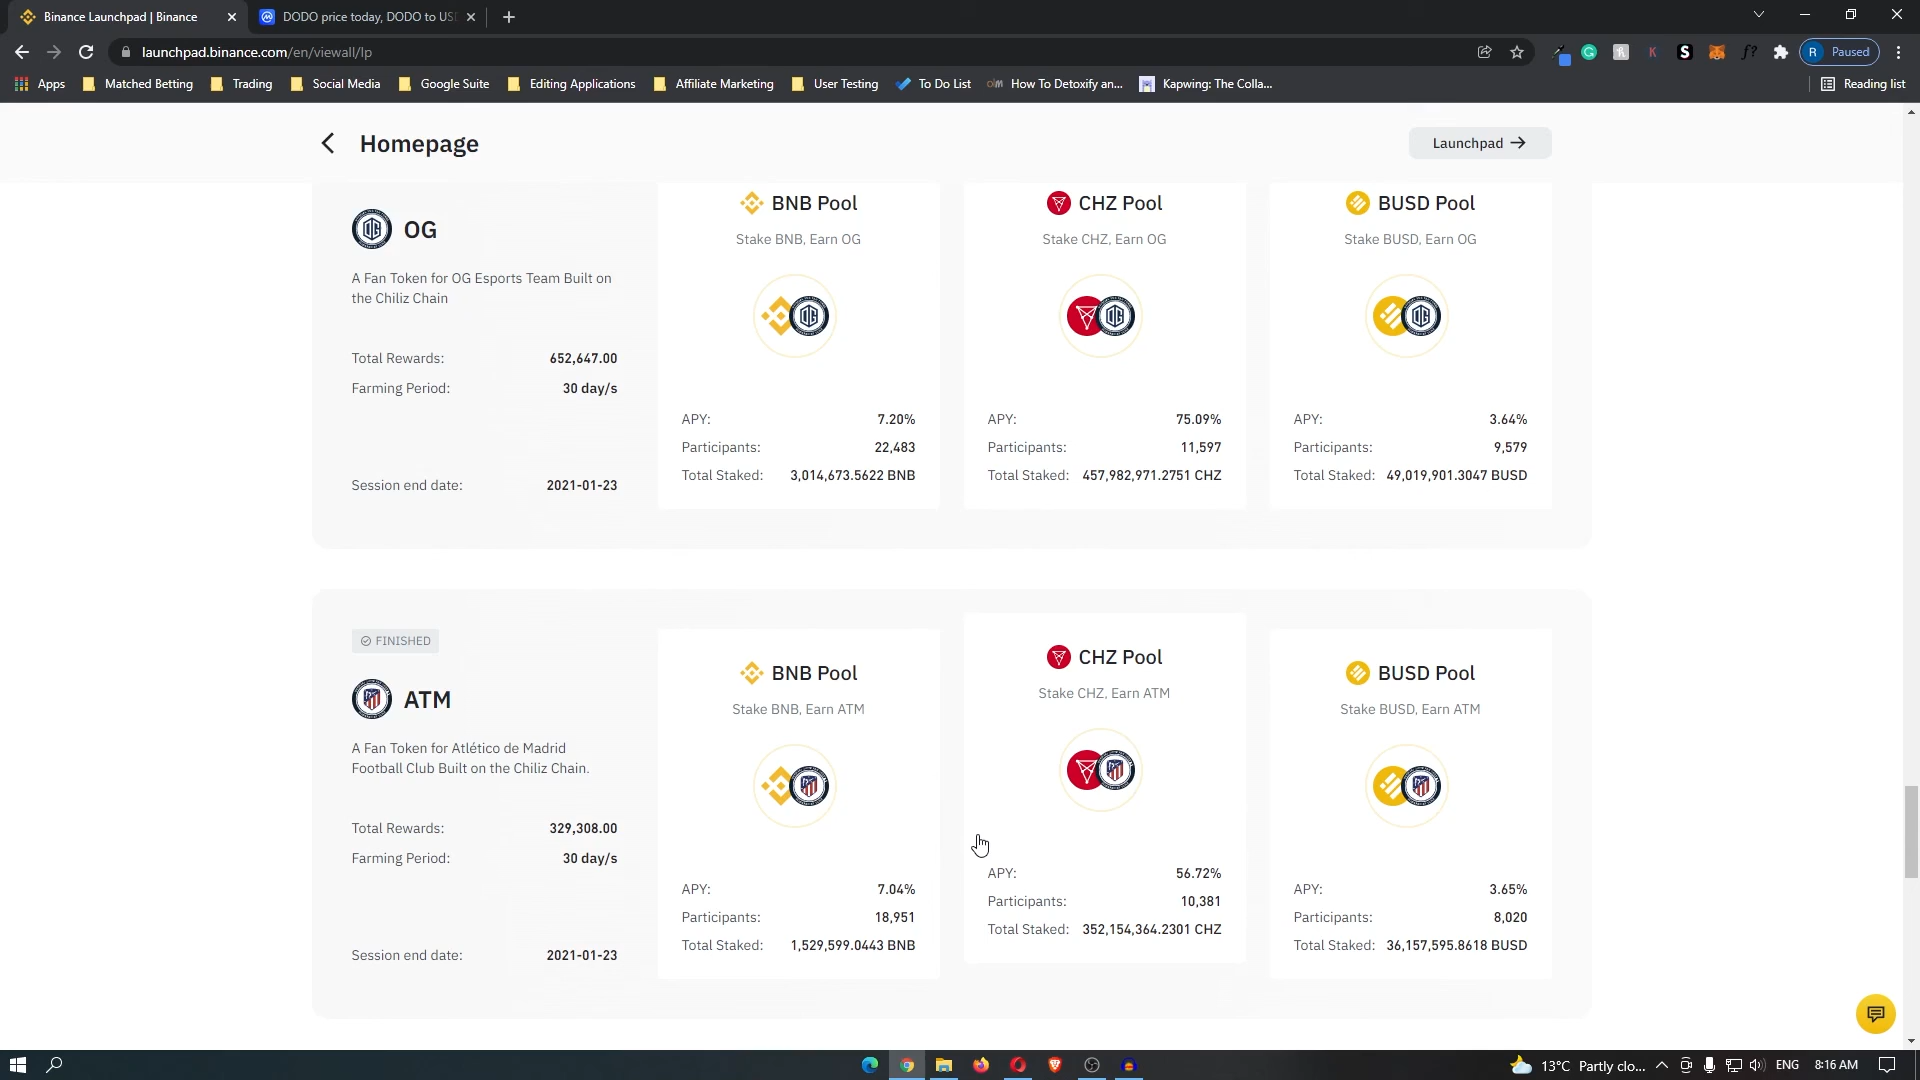 Binance Launchpad | Binance
DODO price today, DODO to USD
launchpad.binance.com/en/viewall/lp
Paused
Apps
Matched Betting
Trading
Social Media
Google Suite
Editing Applications
Affiliate Marketing
User Testing
To Do List
How To Detoxify an...
Kapwing: The Colla...
Reading list
Homepage
Launchpad
OG
A Fan Token for OG Esports Team Built on
the Chiliz Chain
Total Rewards: 652,647.00
Farming Period: 30 day/s
Session end date: 2021-01-23
BNB Pool
Stake BNB, Earn OG
APY: 7.20%
Participants: 22,483
Total Staked: 3,014,673.5622 BNB
CHZ Pool
Stake CHZ, Earn OG
APY: 75.09%
Participants: 11,597
Total Staked: 457,982,971.2751 CHZ
BUSD Pool
Stake BUSD, Earn OG
APY: 3.64%
Participants: 9,579
Total Staked: 49,019,901.3047 BUSD
FINISHED
ATM
A Fan Token for Atlético de Madrid
Football Club Built on the Chiliz Chain.
Total Rewards: 329,308.00
Farming Period: 30 day/s
Session end date: 2021-01-23
BNB Pool
Stake BNB, Earn ATM
APY: 7.04%
Participants: 18,951
Total Staked: 1,529,599.0443 BNB
CHZ Pool
Stake CHZ, Earn ATM
APY: 56.72%
Participants: 10,381
Total Staked: 352,154,364.2301 CHZ
BUSD Pool
Stake BUSD, Earn ATM
APY: 3.65%
Participants: 8,020
Total Staked: 36,157,595.8618 BUSD
13°C Partly clo...
ENG
8:16 AM